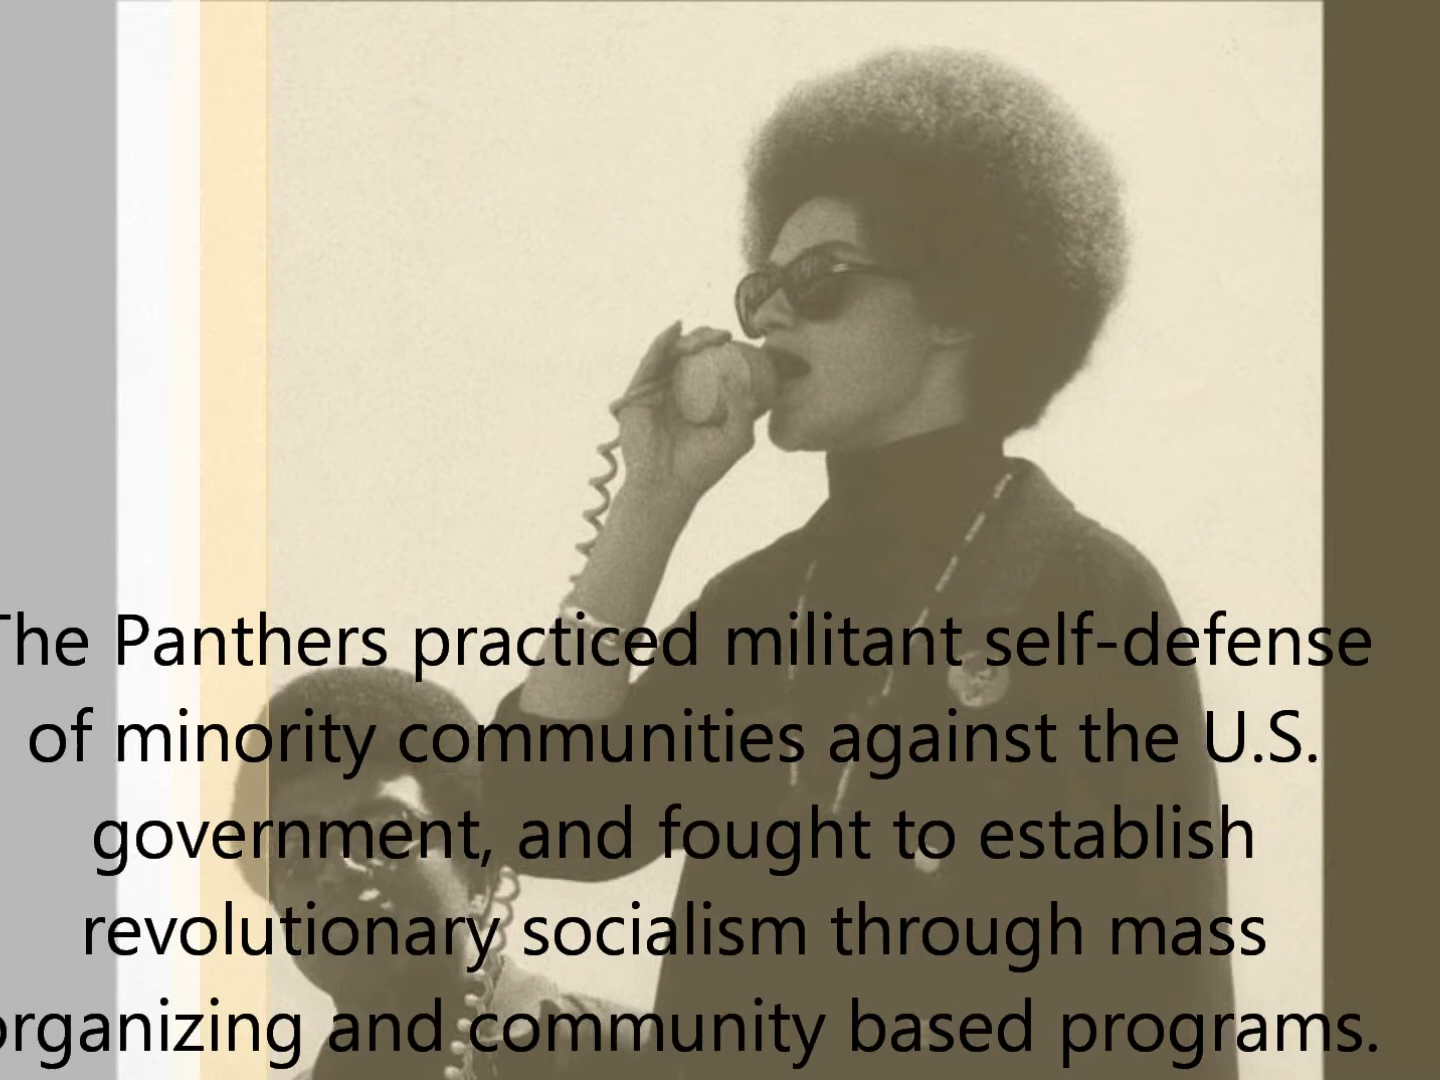 The Panthers practiced militant self-defense
of minority communities against the U.S.
government, and fought to establish
revolutionary socialism through mass
organizing and community based programs.